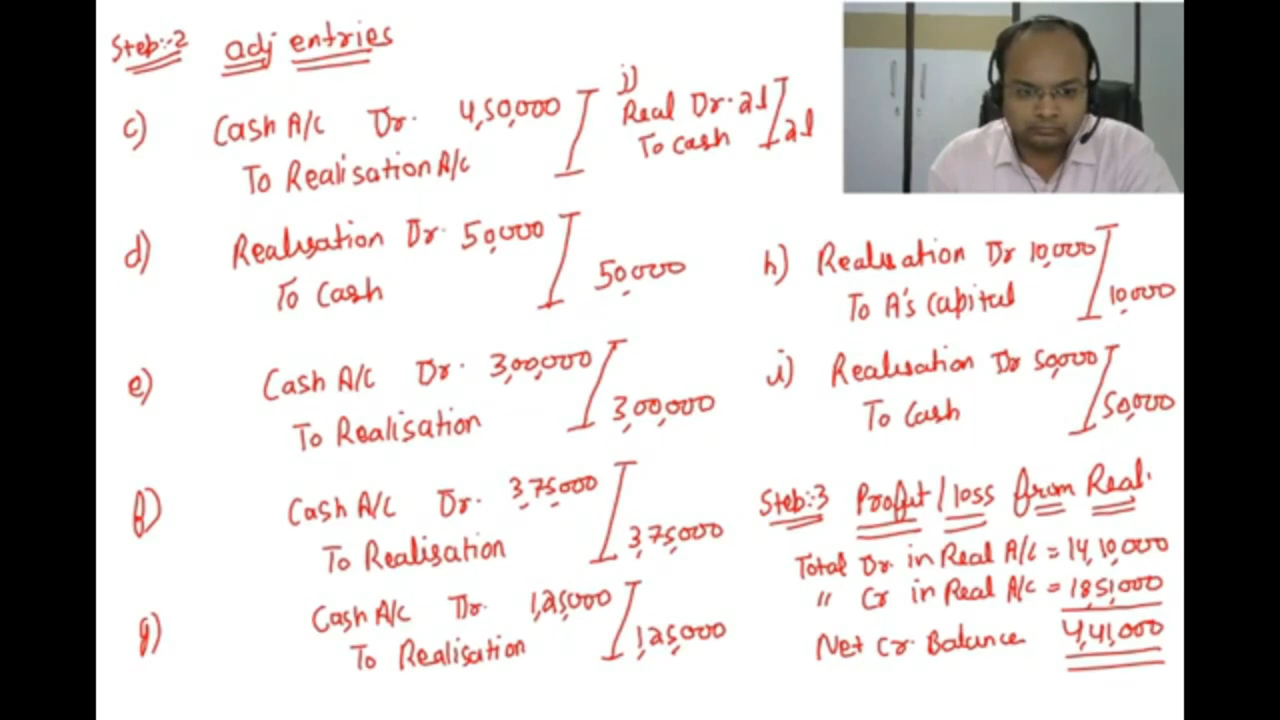 Step:-2 adj entries
c) Cash A/c Dr. 4,50,000
To Realisation A/c
d) Realisation Dr. 50,000
To Cash 50,000
e) Cash A/c Dr. 3,00,000
To Realisation 3,00,000
f) Cash A/c Dr. 3,75,000
To Realisation 3,75,000
g) Cash A/c Dr. 1,25,000
To Realisation 1,25,000
j)
Real Dr. 2l
To cash 2l
h) Realisation Dr 10,000
To A's Capital 10,000
i) Realisation Dr 50,000
To Cash 50,000
Step:-3 Profit/loss from Real.
Total Dr. in Real A/c = 14,10,000
" Cr in Real A/c = 18,51,000
Net Cr. Balance 4,41,000